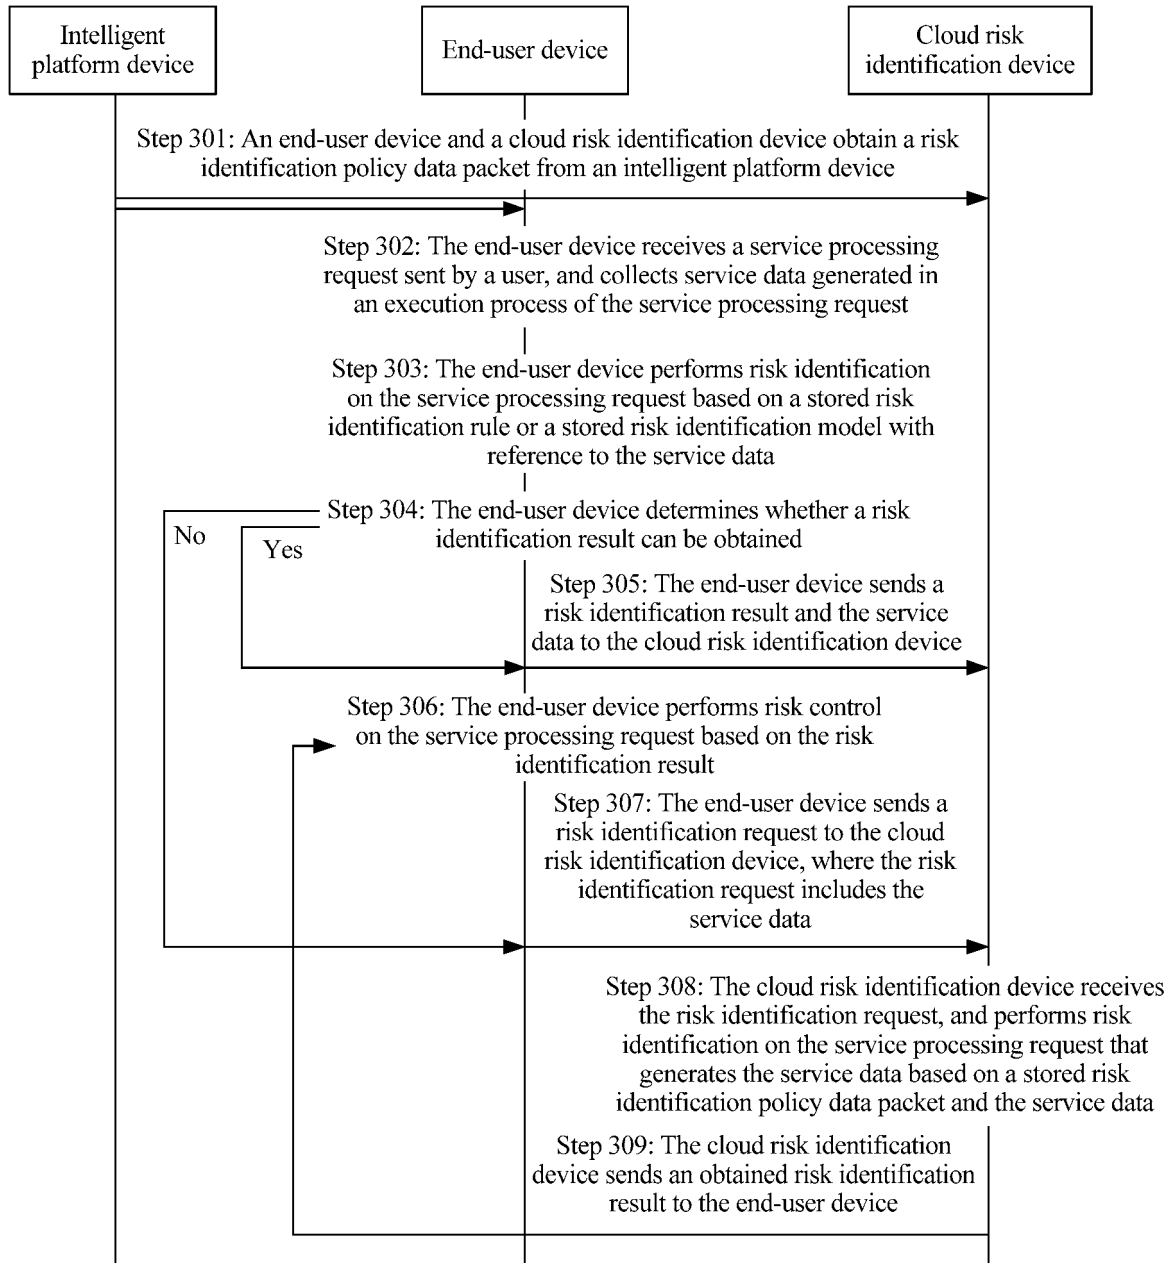 Intelligent
platform device
End-user device
Cloud risk
identification device
Step 301: An end-user device and a cloud risk identification device obtain a risk
identification policy data packet from an intelligent platform device
Step 302: The end-user device receives a service processing
request sent by a user, and collects service data generated in
an execution process of the service processing request
Step 303: The end-user device performs risk identification
on the service processing request based on a stored risk
identification rule or a stored risk identification model with
reference to the service data
Step 304: The end-user device determines whether a risk
identification result can be obtained
No
Yes
Step 305: The end-user device sends a
risk identification result and the service
data to the cloud risk identification device
Step 306: The end-user device performs risk control
on the service processing request based on the risk
identification result
Step 307: The end-user device sends a
risk identification request to the cloud
risk identification device, where the risk
identification request includes the
service data
Step 308: The cloud risk identification device receives
the risk identification request, and performs risk
identification on the service processing request that
generates the service data based on a stored risk
identification policy data packet and the service data
Step 309: The cloud risk identification
device sends an obtained risk identification
result to the end-user device